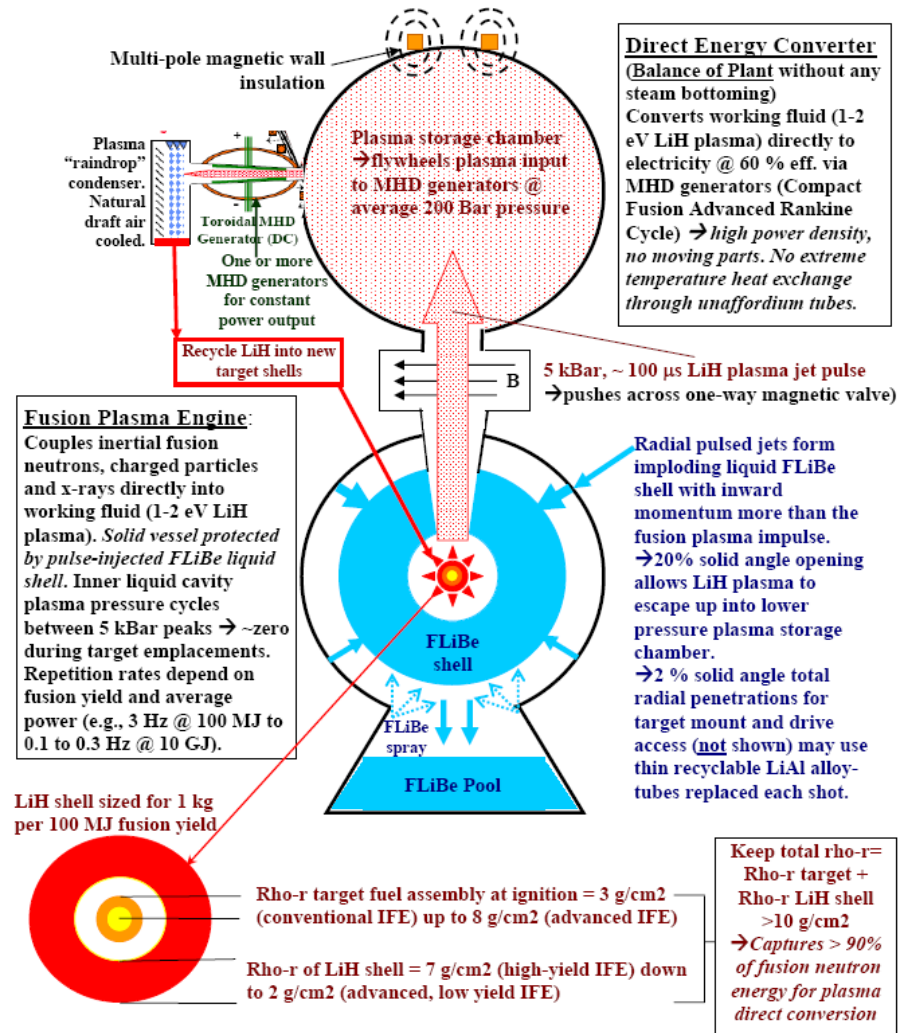 Multi-pole magnetic wall
insulation
Direct Energy Converter
(Balance of Plant without any
steam bottoming)
Converts working fluid (1-2
eV LiH plasma) directly to
electricity @ 60 % eff. via
MHD generators (Compact
Fusion Advanced Rankine
Cycle) → high power density,
no moving parts. No extreme
temperature heat exchange
through unaffordium tubes.
Plasma storage chamber
→flywheels plasma input
to MHD generators @
average 200 Bar pressure
Plasma
“raindrop”
condenser.
Natural
draft air
cooled.
+
-
Toroidal MHD
Generator (DC)
One or more
MHD generators
for constant
power output
Recycle LiH into new
target shells
B
5 kBar, ~ 100 μs LiH plasma jet pulse
→pushes across one-way magnetic valve)
Fusion Plasma Engine:
Couples inertial fusion
neutrons, charged particles
and x-rays directly into
working fluid (1-2 eV LiH
plasma). Solid vessel protected
by pulse-injected FLiBe liquid
shell. Inner liquid cavity
plasma pressure cycles
between 5 kBar peaks → ~zero
during target emplacements.
Repetition rates depend on
fusion yield and average
power (e.g., 3 Hz @ 100 MJ to
0.1 to 0.3 Hz @ 10 GJ).
Radial pulsed jets form
imploding liquid FLiBe
shell with inward
momentum more than the
fusion plasma impulse.
→20% solid angle opening
allows LiH plasma to
escape up into lower
pressure plasma storage
chamber.
→2 % solid angle total
radial penetrations for
target mount and drive
access (not shown) may use
thin recyclable LiAl alloy-
tubes replaced each shot.
FLiBe
shell
FLiBe
spray
FLiBe Pool
LiH shell sized for 1 kg
per 100 MJ fusion yield
Rho-r target fuel assembly at ignition = 3 g/cm2
(conventional IFE) up to 8 g/cm2 (advanced IFE)
Rho-r of LiH shell = 7 g/cm2 (high-yield IFE) down
to 2 g/cm2 (advanced, low yield IFE)
Keep total rho-r=
Rho-r target +
Rho-r LiH shell
>10 g/cm2
→Captures > 90%
of fusion neutron
energy for plasma
direct conversion